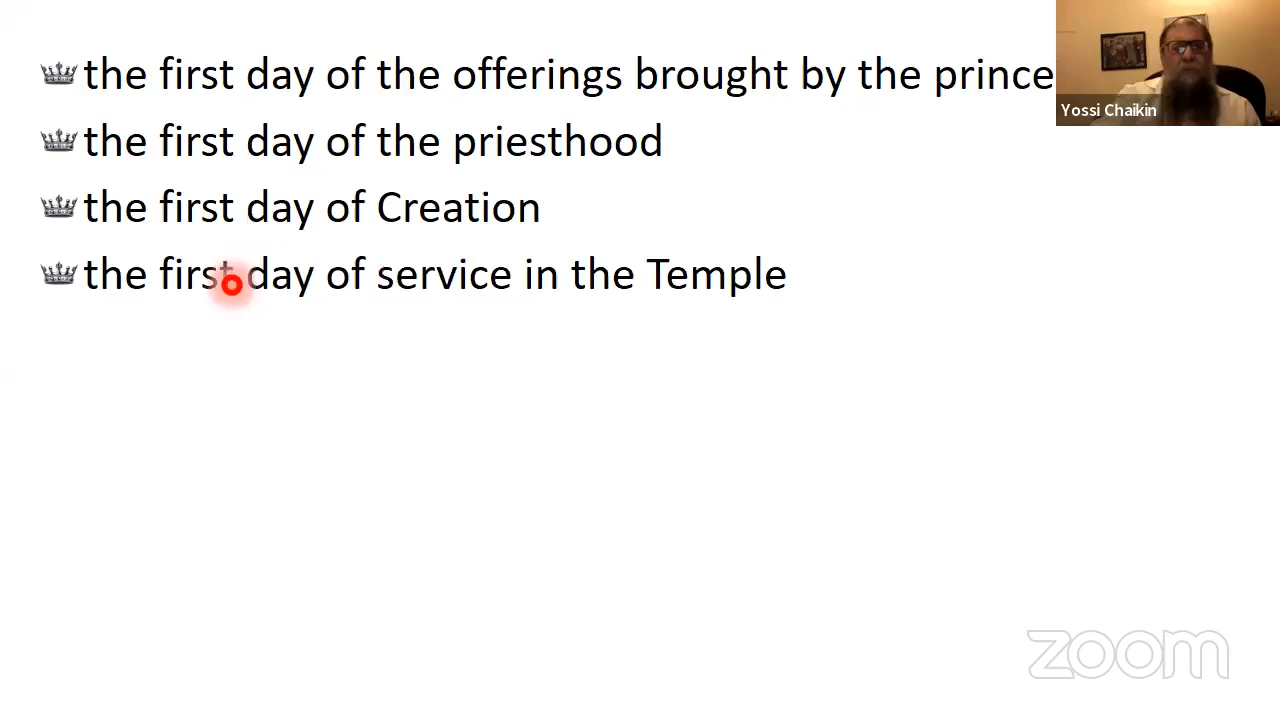 the first day of the offerings brought by the prince
Yossi Chaikin
the first day of the priesthood
the first day of Creation
the first day of service in the Temple
zoom